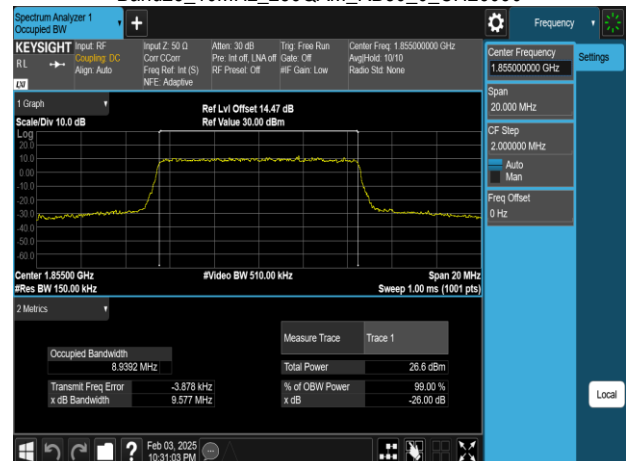 Spectrum Analyzer 1
Occupied BW
Frequency
KEYSIGHT
RL
LXI
Input: RF
Coupling: DC
Align: Auto
Input Z: 50 Ω
Corr CCorr
Freq Ref: Int (S)
NFE: Adaptive
Atten: 30 dB
Pre: Int off, LNA off
RF Preset: Off
Trig: Free Run
Gate: Off
#IF Gain: Low
Center Freq: 1.855000000 GHz
Avg|Hold: 10/10
Radio Std: None
Center Frequency
1.855000000 GHz
Settings
Span
20.000 MHz
CF Step
2.000000 MHz
Auto
Man
Freq Offset
0 Hz
Local
1 Graph
Scale/Div 10.0 dB
Ref Lvl Offset 14.47 dB
Ref Value 30.00 dBm
Log
20.0
10.0
0.00
-10.0
-20.0
-30.0
-40.0
-50.0
-60.0
Center 1.85500 GHz
#Video BW 510.00 kHz
Span 20 MHz
#Res BW 150.00 kHz
Sweep 1.00 ms (1001 pts)
2 Metrics
Measure Trace
Trace 1
Occupied Bandwidth
8.9392 MHz
Total Power
26.6 dBm
Transmit Freq Error
-3.878 kHz
% of OBW Power
99.00 %
x dB Bandwidth
9.577 MHz
x dB
-26.00 dB
?
Feb 03, 2025
10:31:03 PM